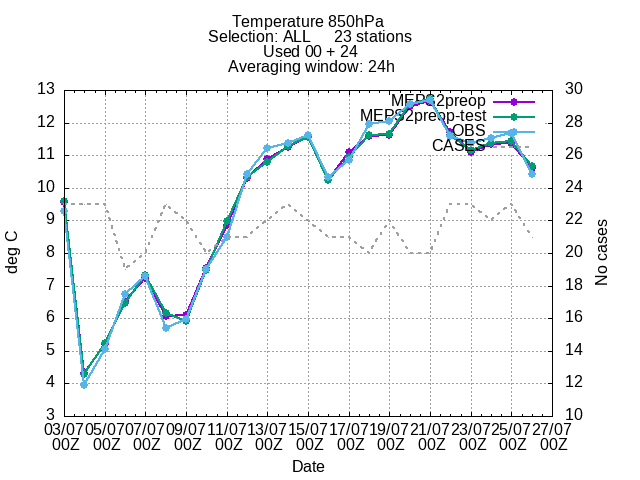 Temperature 850hPa
Selection: ALL 23 stations
Used 00 + 24
Averaging window: 24h
13 30
12 28
11 26
10 24
9 22
8 20
7 18
6 16
5 14
4 12
3 10
MEPS2preop
MEPS2preop-test
OBS
CASES
deg C
No cases
03/07 05/07 07/07 09/07 11/07 13/07 15/07 17/07 19/07 21/07 23/07 25/07 27/07
00Z 00Z 00Z 00Z 00Z 00Z 00Z 00Z 00Z 00Z 00Z 00Z 00Z
Date